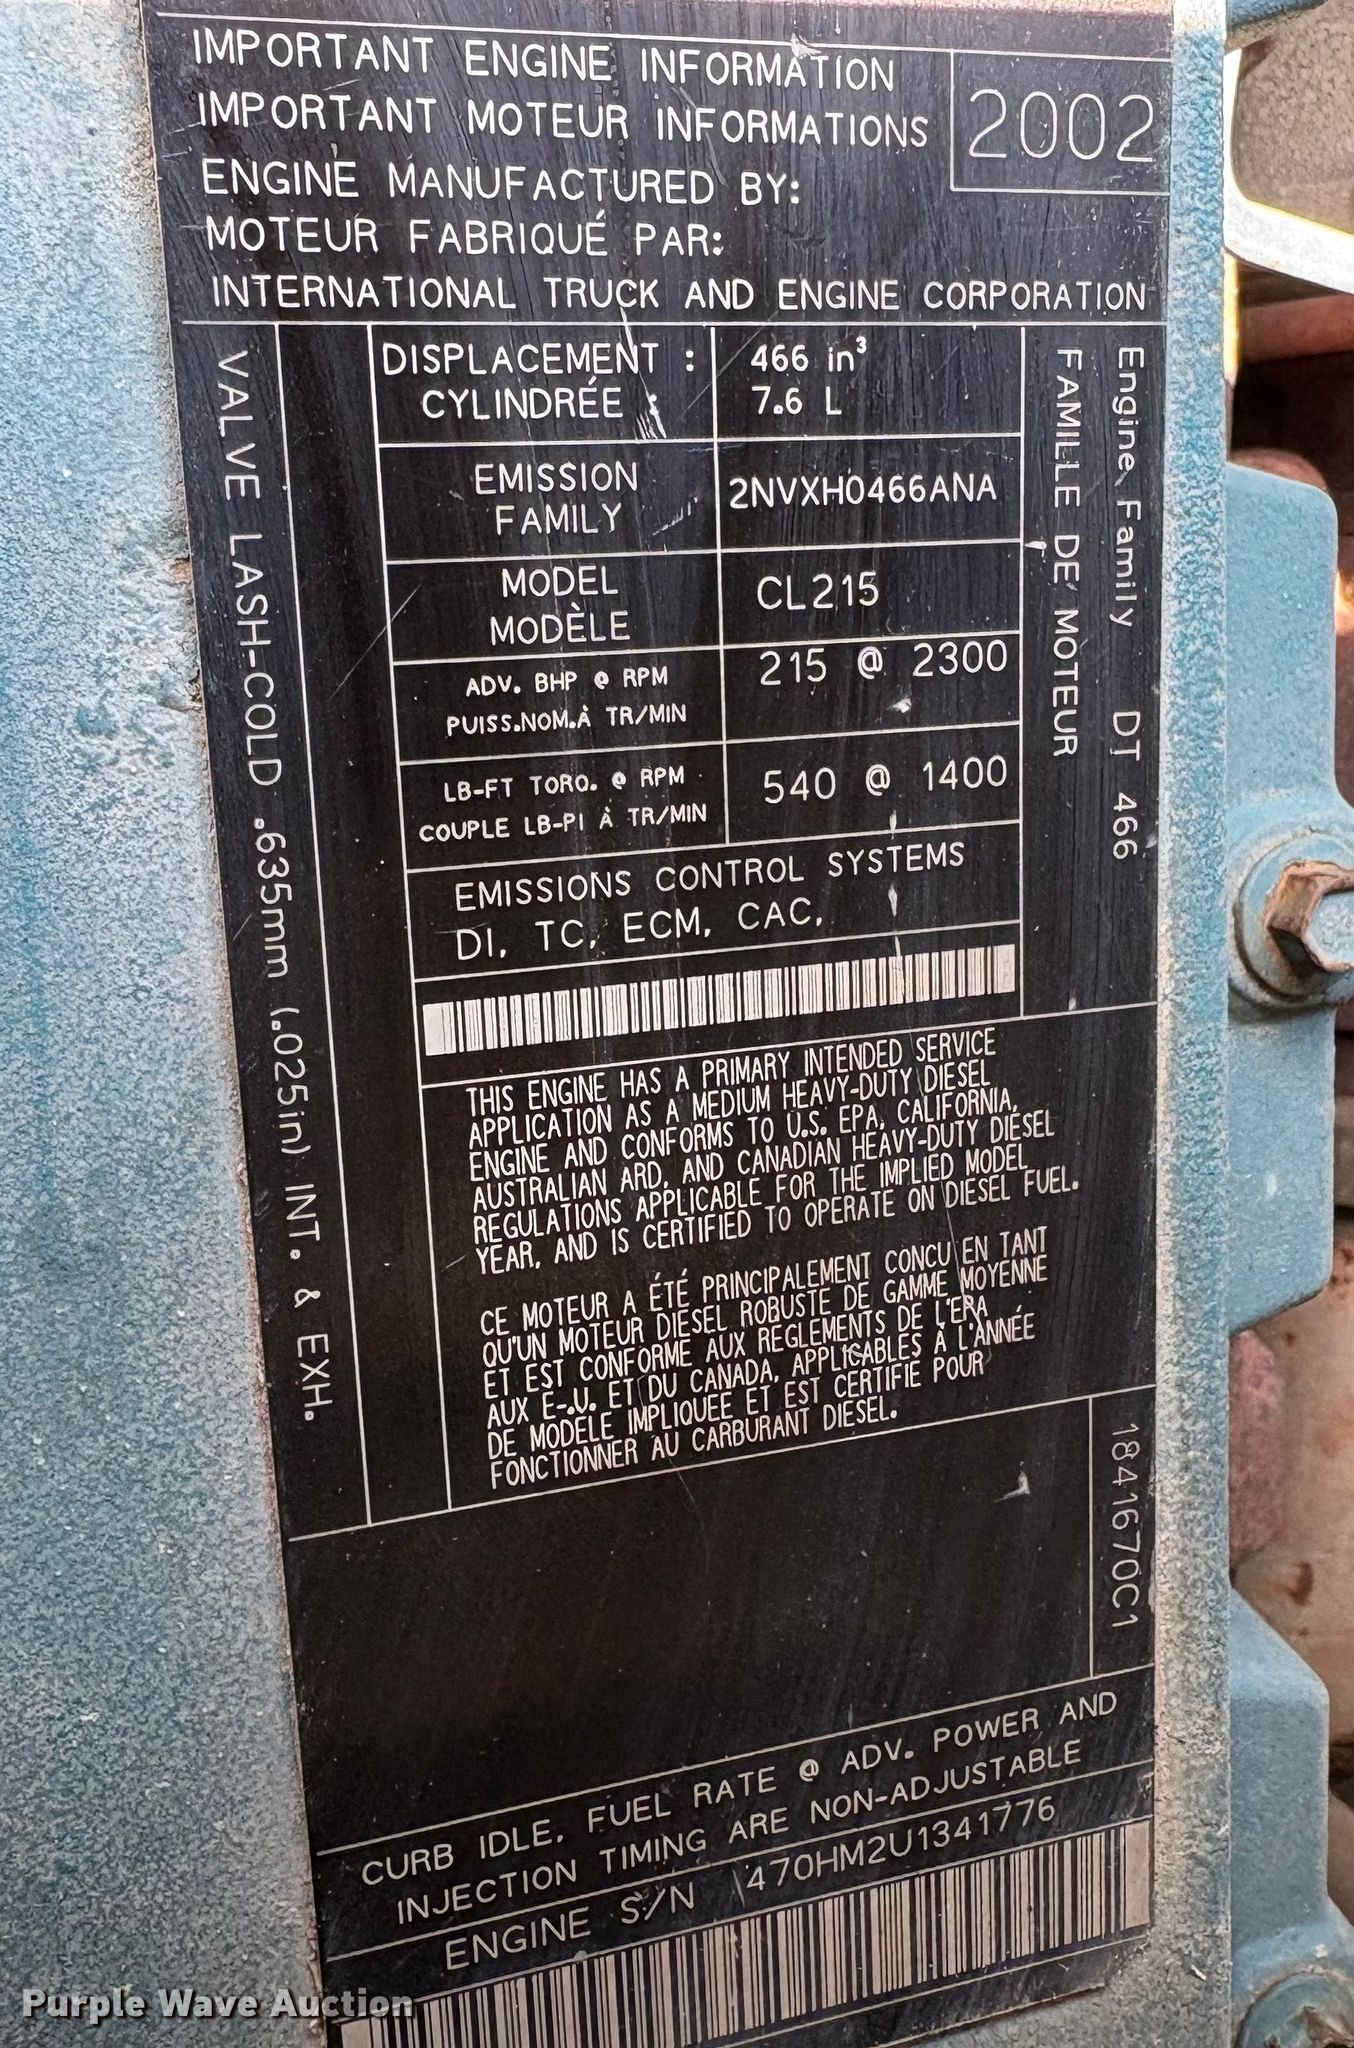 IMPORTANT ENGINE INFORMATION
IMPORTANT MOTEUR INFORMATIONS
2002
ENGINE MANUFACTURED BY:
MOTEUR FABRIQUÉ PAR:
INTERNATIONAL TRUCK AND ENGINE CORPORATION
VALVE LASH-COLD .635mm (.025in) INT. & EXH.
DISPLACEMENT : 466 in³
CYLINDRÉE : 7.6 L
EMISSION
FAMILY
2NVXH0466ANA
MODEL
MODÈLE
CL215
ADV. BHP @ RPM
PUISS.NOM.À TR/MIN
215 @ 2300
LB-FT TORQ. @ RPM
COUPLE LB-PI À TR/MIN
540 @ 1400
EMISSIONS CONTROL SYSTEMS
DI, TC, ECM, CAC,
Engine Family DT 466
FAMILLE DE MOTEUR
THIS ENGINE HAS A PRIMARY INTENDED SERVICE
APPLICATION AS A MEDIUM HEAVY-DUTY DIESEL
ENGINE AND CONFORMS TO U.S. EPA, CALIFORNIA,
AUSTRALIAN ARD, AND CANADIAN HEAVY-DUTY DIESEL
REGULATIONS APPLICABLE FOR THE IMPLIED MODEL
YEAR, AND IS CERTIFIED TO OPERATE ON DIESEL FUEL.
CE MOTEUR A ÉTÉ PRINCIPALEMENT CONCU EN TANT
QU'UN MOTEUR DIESEL ROBUSTE DE GAMME MOYENNE
ET EST CONFORME AUX REGLEMENTS DE L'EPA
AUX E-.U. ET DU CANADA, APPLICABLES À L'ANNÉE
DE MODELE IMPLIQUEE ET EST CERTIFIE POUR
FONCTIONNER AU CARBURANT DIESEL.
1841670C1
CURB IDLE, FUEL RATE @ ADV. POWER AND
INJECTION TIMING ARE NON-ADJUSTABLE
ENGINE S/N 470HM2U1341776
Purple Wave Auction